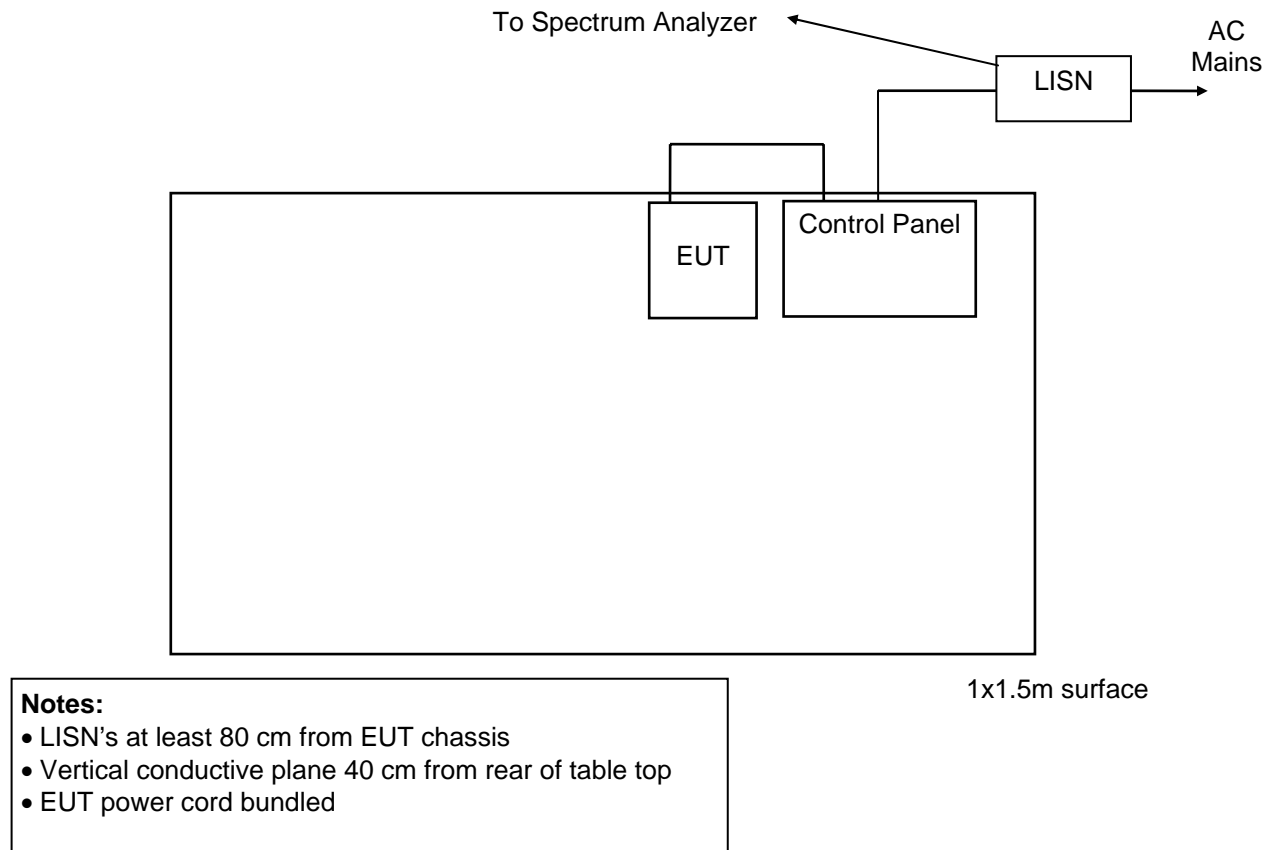 To Spectrum Analyzer
AC
Mains
LISN
Control Panel
EUT
1x1.5m surface
Notes:
• LISN’s at least 80 cm from EUT chassis
• Vertical conductive plane 40 cm from rear of table top
• EUT power cord bundled